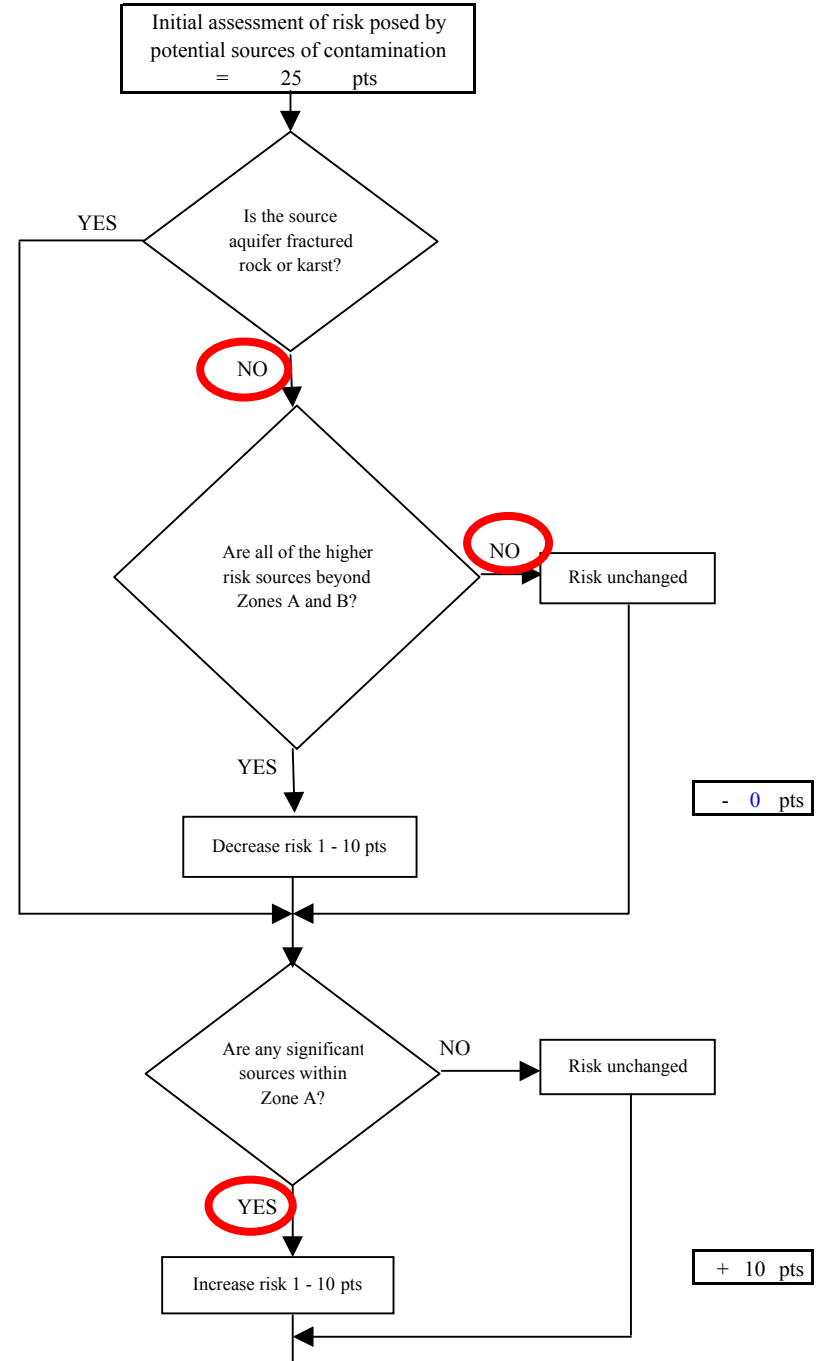 Initial assessment of risk posed by
potential sources of contamination
= 25 pts
YES
Is the source
aquifer fractured
rock or karst?
NO
Are all of the higher
risk sources beyond
Zones A and B?
NO
Risk unchanged
YES
- 0 pts
Decrease risk 1 - 10 pts
Are any significant
sources within
Zone A?
NO
Risk unchanged
YES
+ 10 pts
Increase risk 1 - 10 pts